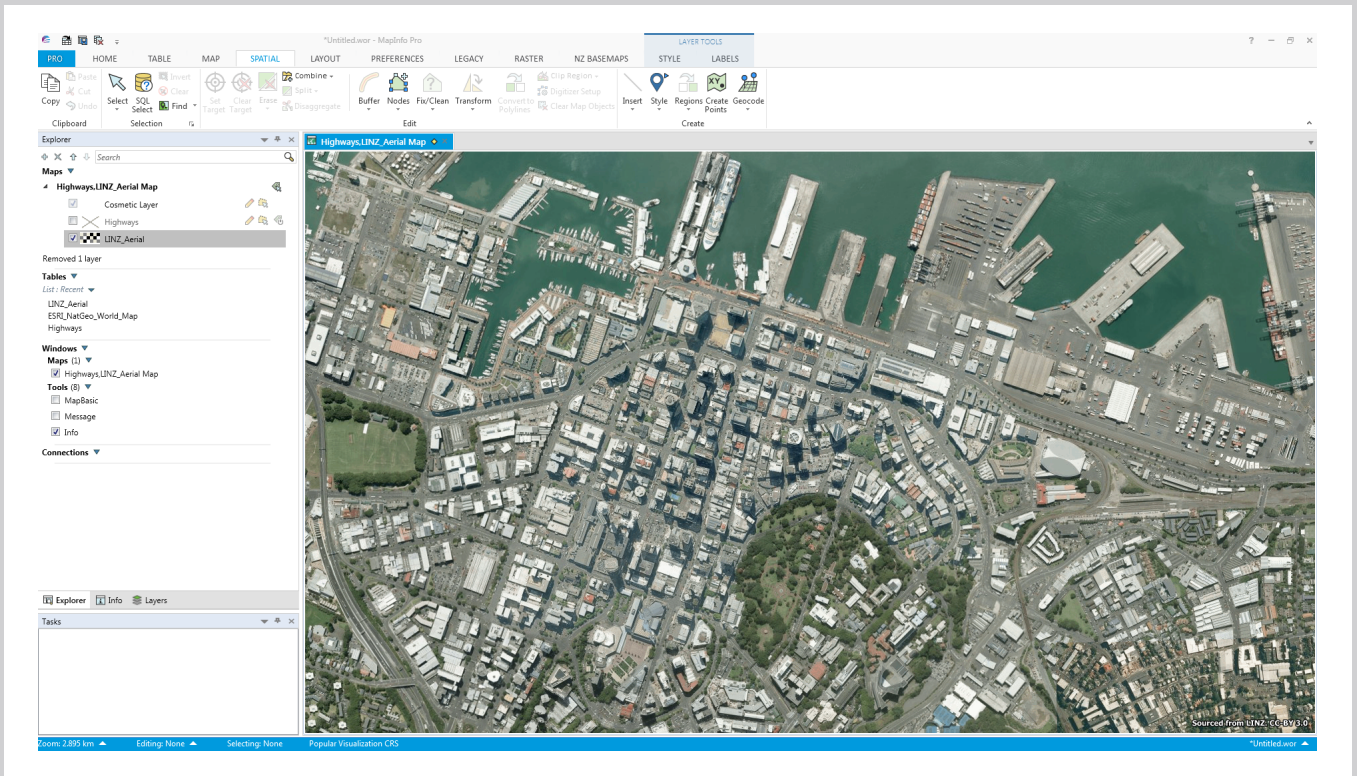 *Untitled.wor - MapInfo Pro
LAYER TOOLS
PRO HOME TABLE MAP SPATIAL LAYOUT PREFERENCES LEGACY RASTER NZ BASEMAPS STYLE LABELS
Copy Paste Cut Undo
Clipboard
Select SQL Select Invert Clear Find
Selection
Set Target Clear Target Erase Combine Split Disaggregate
Buffer Nodes Fix/Clean Transform Convert to Polylines Clip Region Digitizer Setup Clear Map Objects
Edit
Insert Style Regions Create Points Geocode
Create
Explorer
Search
Maps
Highways,LINZ_Aerial Map
Cosmetic Layer
Highways
LINZ_Aerial
Removed 1 layer
Tables
List : Recent
LINZ_Aerial
ESRI_NatGeo_World_Map
Highways
Windows
Maps (1)
Highways,LINZ_Aerial Map
Tools (8)
MapBasic
Message
Info
Connections
Explorer Info Layers
Tasks
Highways,LINZ_Aerial Map
Sourced from LINZ. CC-BY 3.0
Zoom: 2.895 km Editing: None Selecting: None Popular Visualization CRS *Untitled.wor